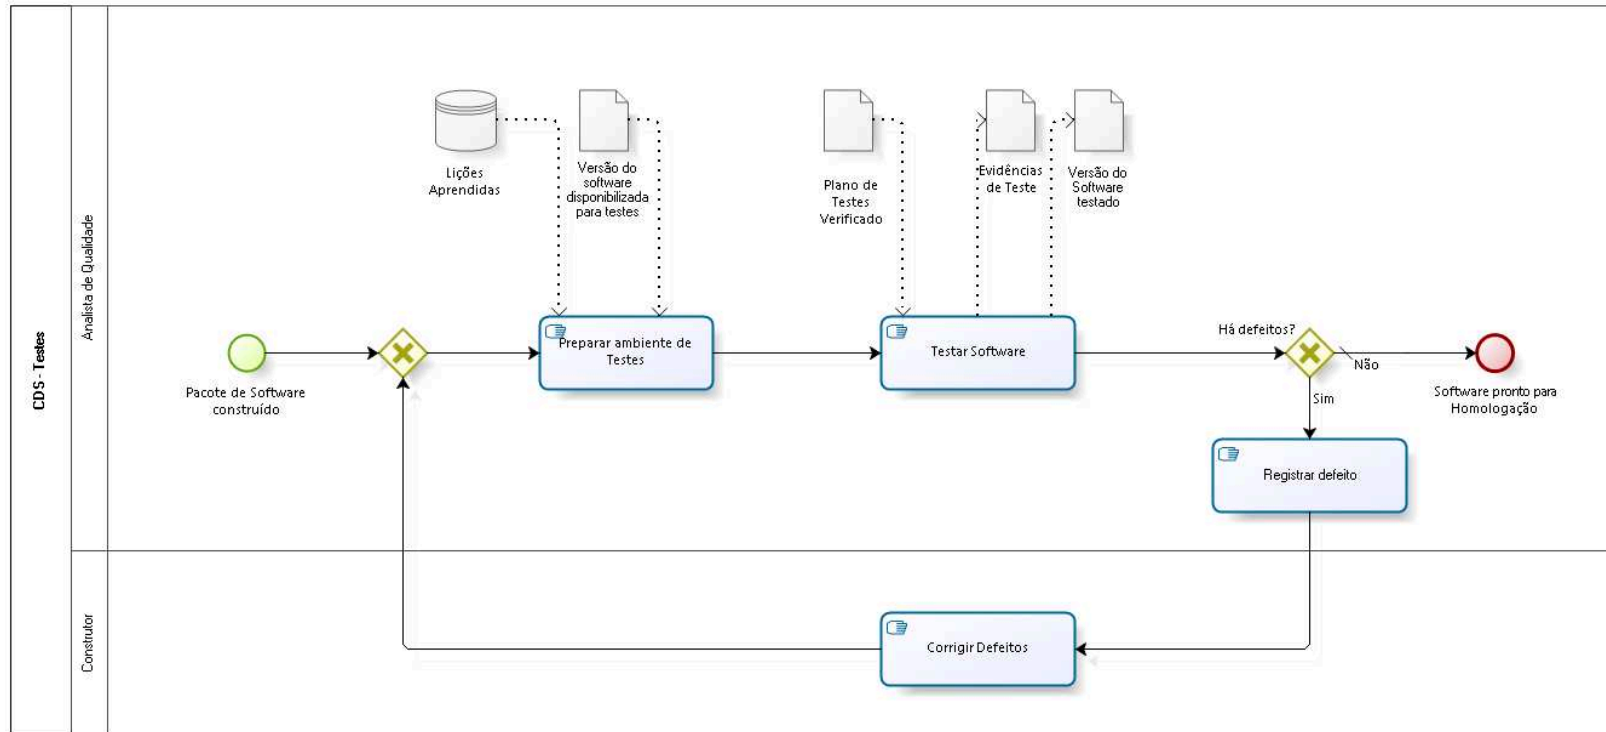 CDS - Testes
Analista de Qualidade
Lições
Aprendidas
Versão do
software
disponibilizada
para testes
Plano de
Testes
Verificado
Evidências
de Teste
Versão do
Software
testado
Pacote de Software
construído
Preparar ambiente de
Testes
Testar Software
Há defeitos?
Não
Sim
Software pronto para
Homologação
Registrar defeito
Construtor
Corrigir Defeitos